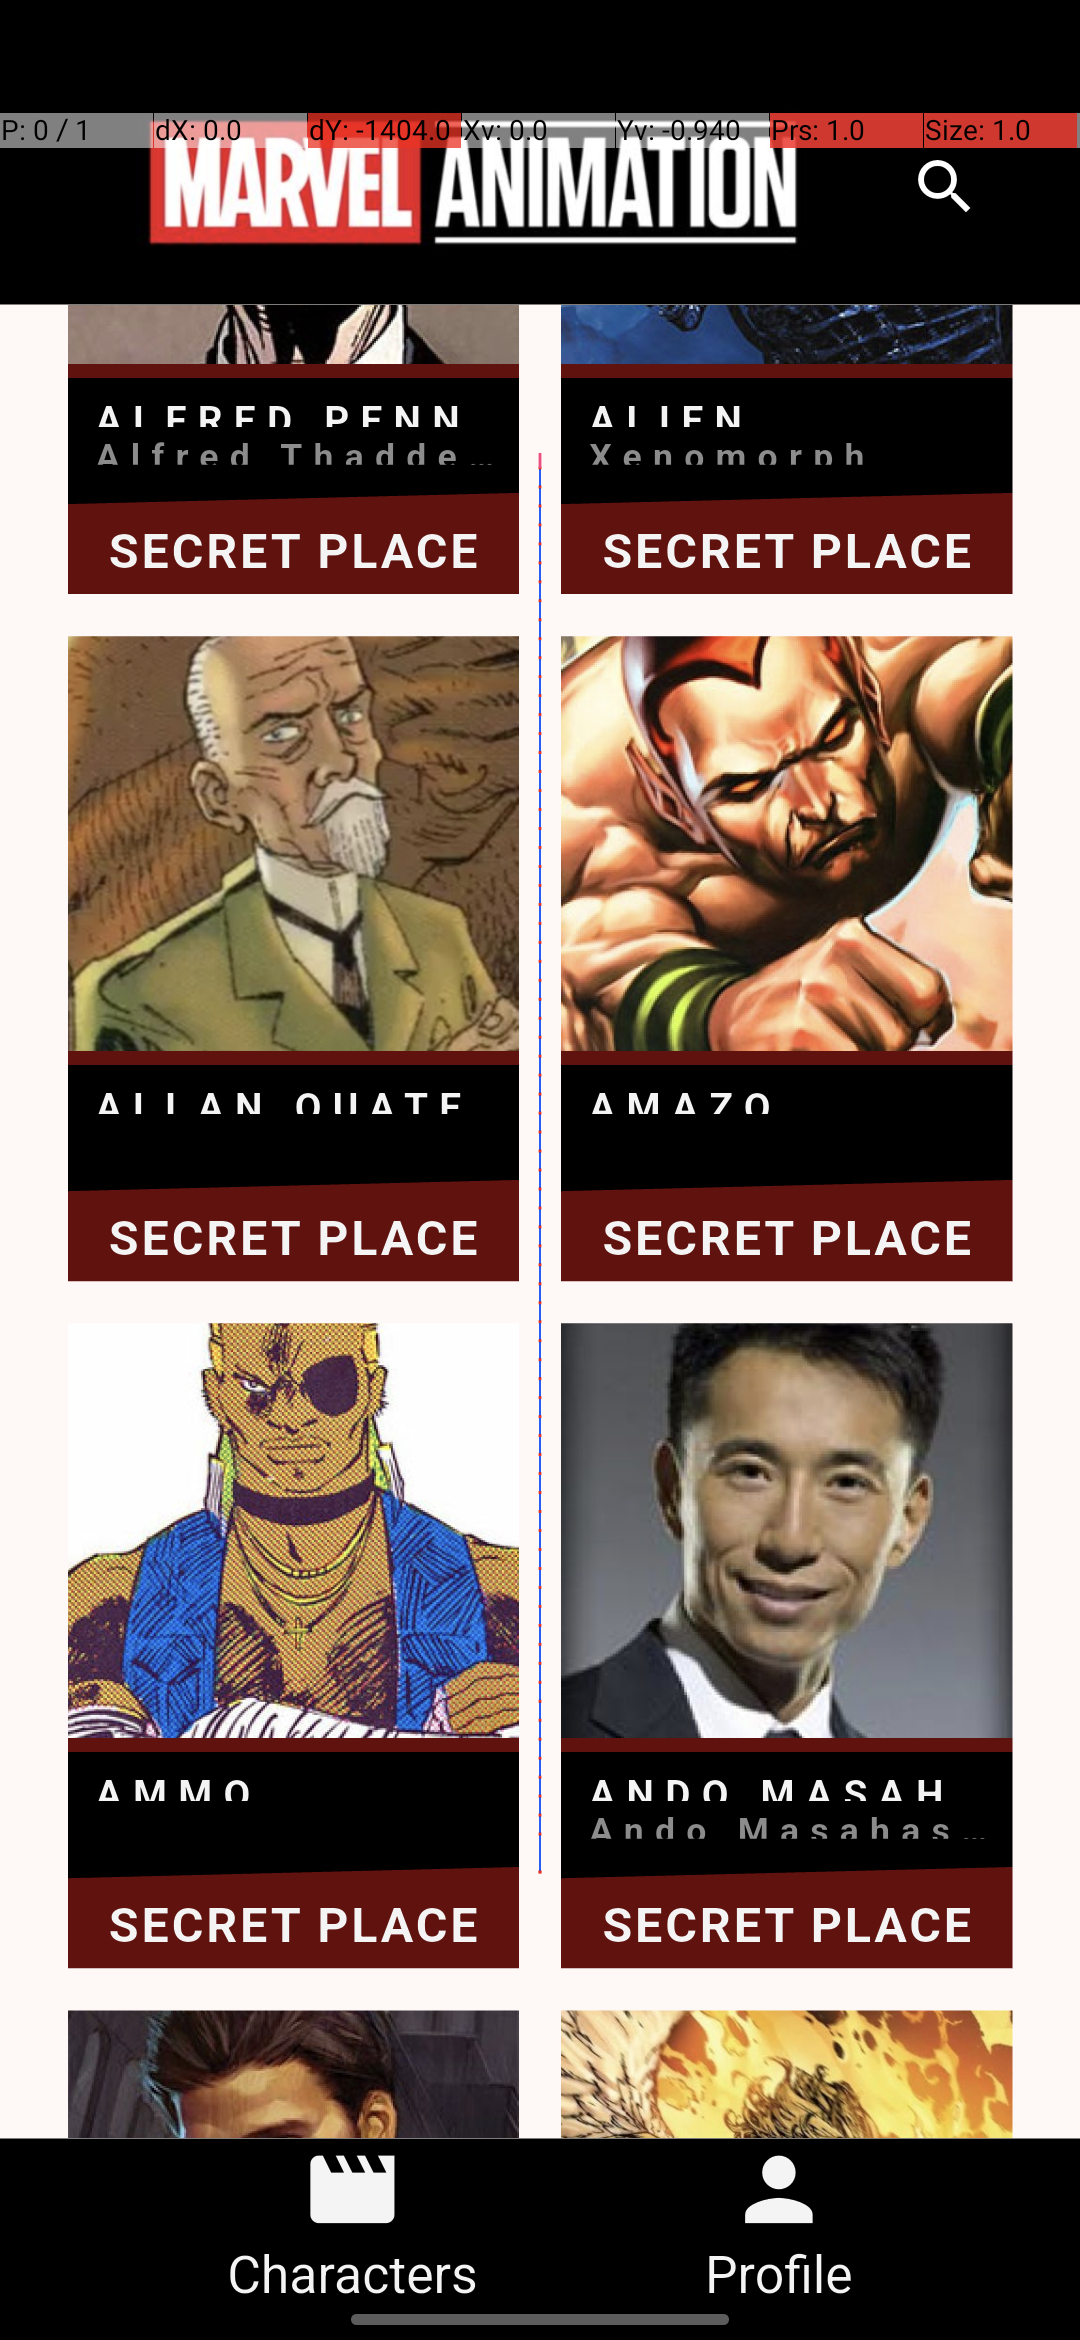 P: 0 / 1 dX: 0.0 dY: -1404.0 Xv: 0.0 Yv: -0.940 Prs: 1.0 Size: 1.0
MARVEL ANIMATION
ALFRED PENN
Alfred Thadde...
SECRET PLACE
ALIEN
Xenomorph
SECRET PLACE
ALLAN QUATE
SECRET PLACE
AMAZO
SECRET PLACE
AMMO
SECRET PLACE
ANDO MASAH
Ando Masahas...
SECRET PLACE
Characters
Profile